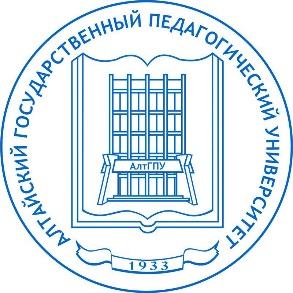 АЛТАЙСКИЙ ГОСУДАРСТВЕННЫЙ ПЕДАГОГИЧЕСКИЙ УНИВЕРСИТЕТ
АлтГПУ
1933